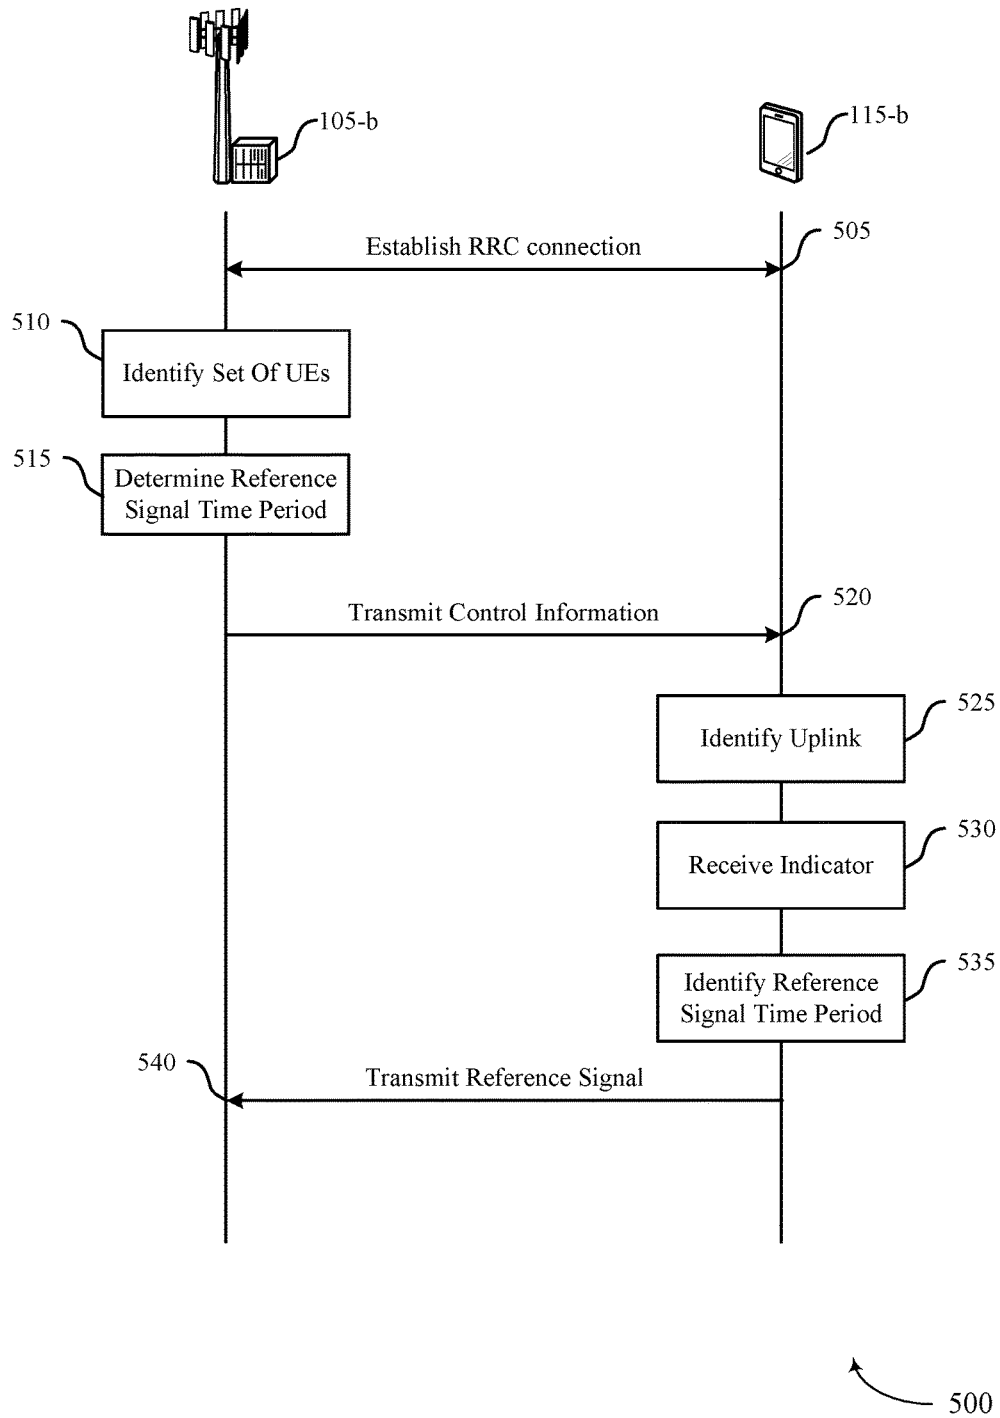 105-b
115-b
505
Establish RRC connection
510
Identify Set Of UEs
515
Determine Reference
Signal Time Period
520
Transmit Control Information
525
Identify Uplink
530
Receive Indicator
535
Identify Reference
Signal Time Period
540
Transmit Reference Signal
500